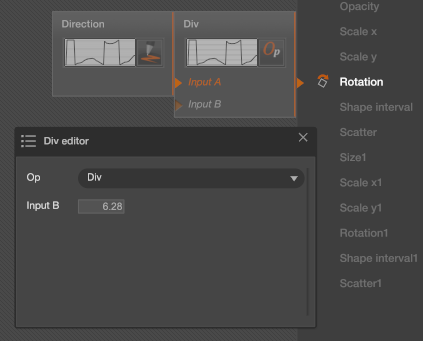 Direction
Div
Op
Input A
Input B
Opacity
Scale x
Scale y
Rotation
Shape interval
Scatter
Size1
Scale x1
Scale y1
Rotation1
Shape interval1
Scatter1
Div editor
Op
Div
Input B
6.28